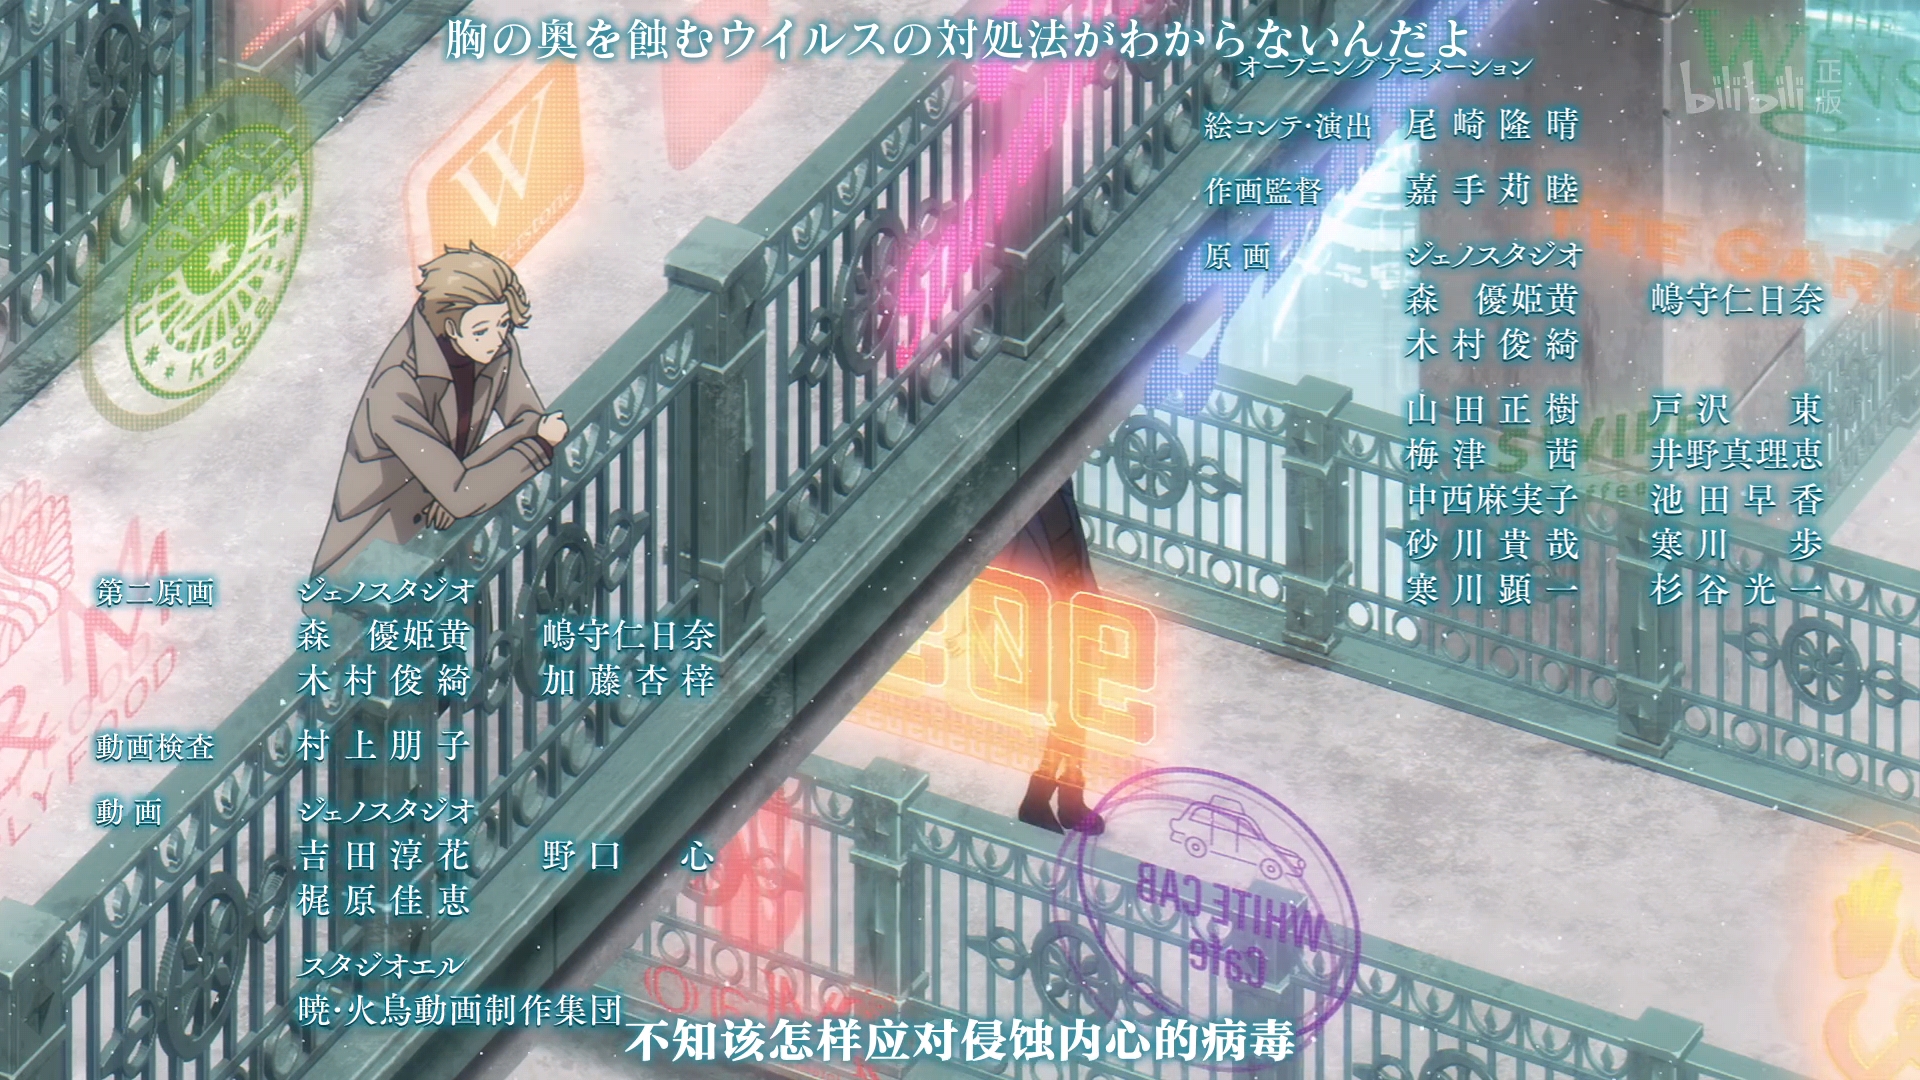 胸の奥を蝕むウイルスの対処法がわからないんだよ
オープニングアニメーション
bilibili 正版
絵コンテ・演出 尾崎隆晴
作画監督 嘉手苅睦
原画 ジェノスタジオ
森 優姫黄 嶋守仁日奈
木村俊綺
山田正樹 戸沢 東
梅津 茜 井野真理恵
中西麻実子 池田早香
砂川貴哉 寒川 歩
寒川顕一 杉谷光一
第二原画 ジェノスタジオ
森 優姫黄 嶋守仁日奈
木村俊綺 加藤杏梓
動画検査 村上朋子
動画 ジェノスタジオ
吉田淳花 野口 心
梶原佳恵
スタジオエル
暁・火鳥動画制作集団
不知该怎样应对侵蚀内心的病毒
W
THE
WHITE CAB
Cafe